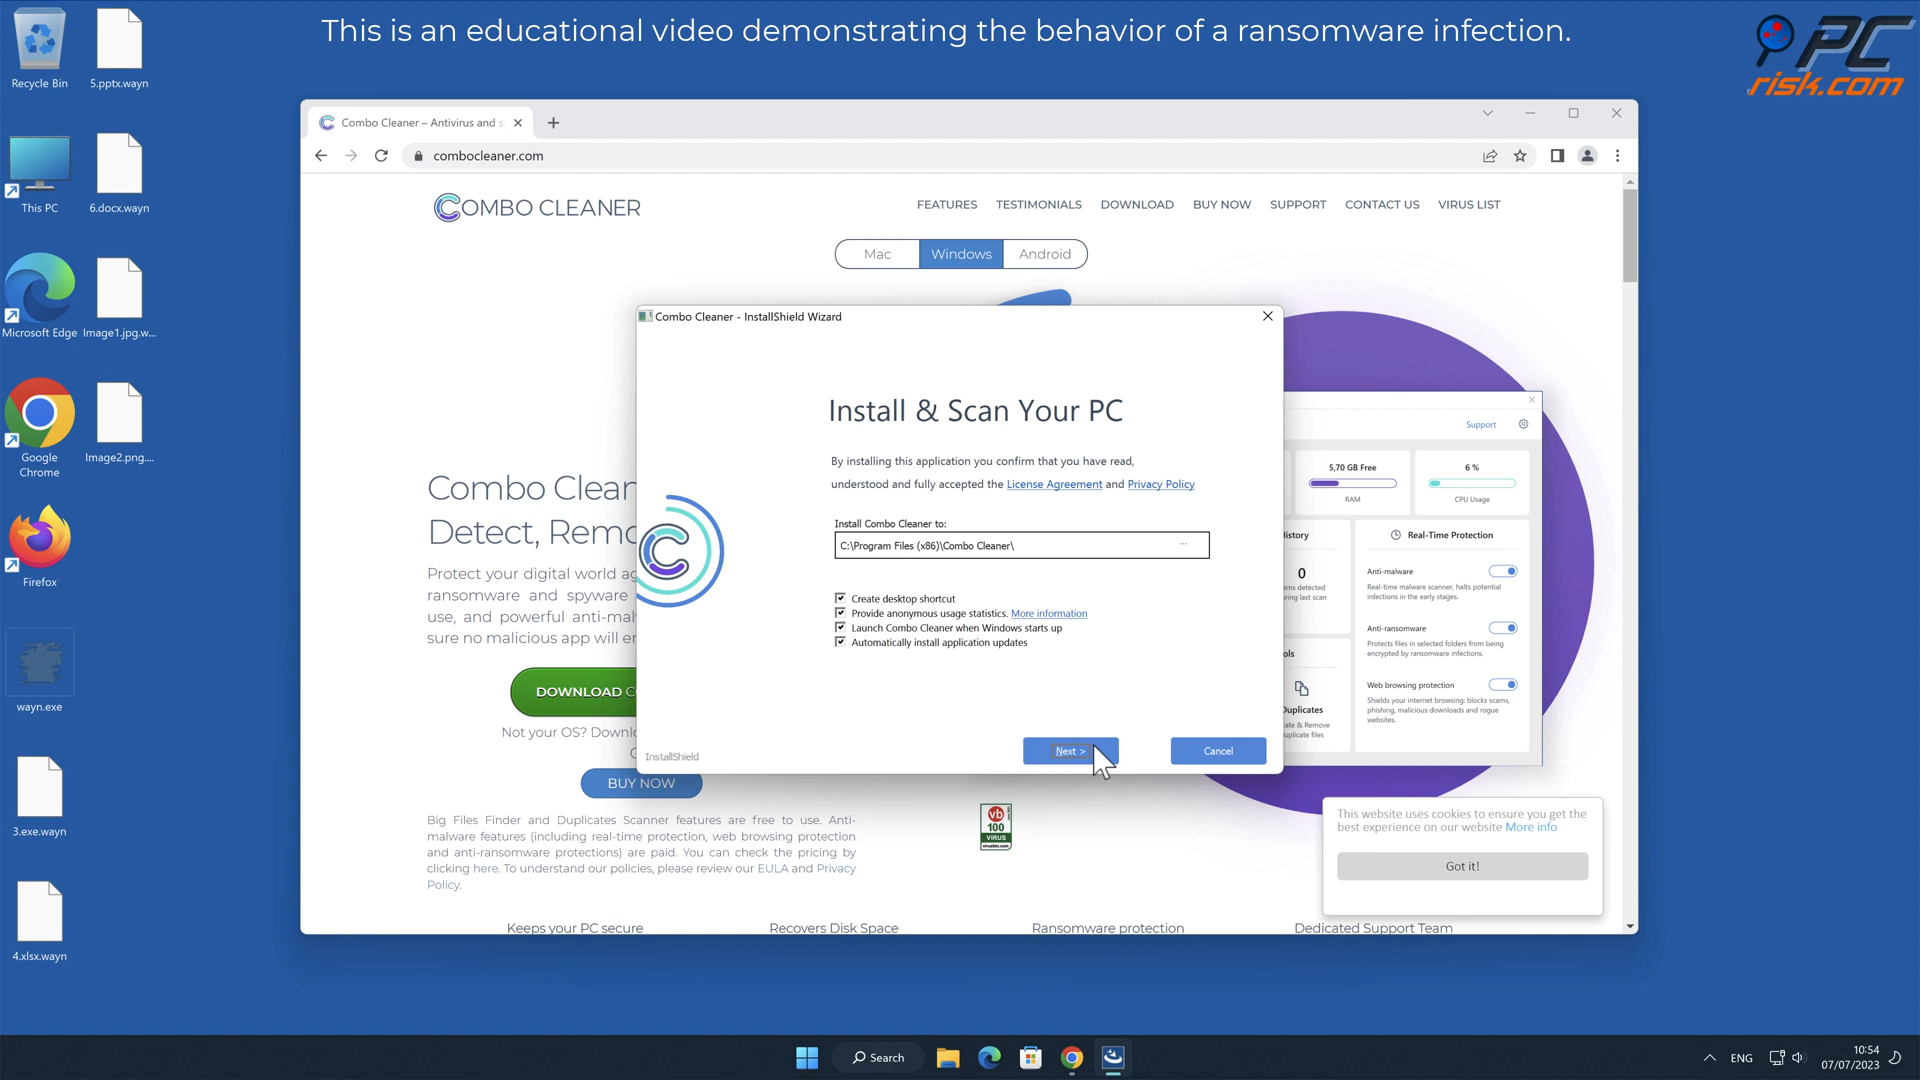 This is an educational video demonstrating the behavior of a ransomware infection.
PC
risk.com
Recycle Bin
5.pptx.wayn
This PC
6.docx.wayn
Microsoft Edge
Image1.jpg.w...
Google
Chrome
Image2.png....
Firefox
wayn.exe
3.exe.wayn
4.xlsx.wayn
Combo Cleaner – Antivirus and s
combocleaner.com
COMBO CLEANER
FEATURES TESTIMONIALS DOWNLOAD BUY NOW SUPPORT CONTACT US VIRUS LIST
Mac Windows Android
Combo Clean
Detect, Remo
Protect your digital world ag
ransomware and spyware
use, and powerful anti-mal
sure no malicious app will en
DOWNLOAD C
Not your OS? Downlo
BUY NOW
Big Files Finder and Duplicates Scanner features are free to use. Anti-
malware features (including real-time protection, web browsing protection
and anti-ransomware protections) are paid. You can check the pricing by
clicking here. To understand our policies, please review our EULA and Privacy
Policy.
Combo Cleaner - InstallShield Wizard
Install & Scan Your PC
By installing this application you confirm that you have read,
understood and fully accepted the License Agreement and Privacy Policy
Install Combo Cleaner to:
C:\Program Files (x86)\Combo Cleaner\ ...
Create desktop shortcut
Provide anonymous usage statistics. More information
Launch Combo Cleaner when Windows starts up
Automatically install application updates
InstallShield
Next >
Cancel
Support
5,70 GB Free
RAM
6 %
CPU Usage
istory
0
ems detected
ring last scan
ols
Duplicates
ate & Remove
uplicate files
Real-Time Protection
Anti-malware
Real-time malware scanner, halts potential
infections in the early stages.
Anti-ransomware
Protects files in selected folders from being
encrypted by ransomware infections.
Web browsing protection
Shields your internet browsing: blocks scams,
phishing, malicious downloads and rogue
websites.
vb
100
VIRUS
virusbtn.com
This website uses cookies to ensure you get the
best experience on our website More info
Got it!
Keeps your PC secure
Recovers Disk Space
Ransomware protection
Dedicated Support Team
Search
ENG
10:54
07/07/2023